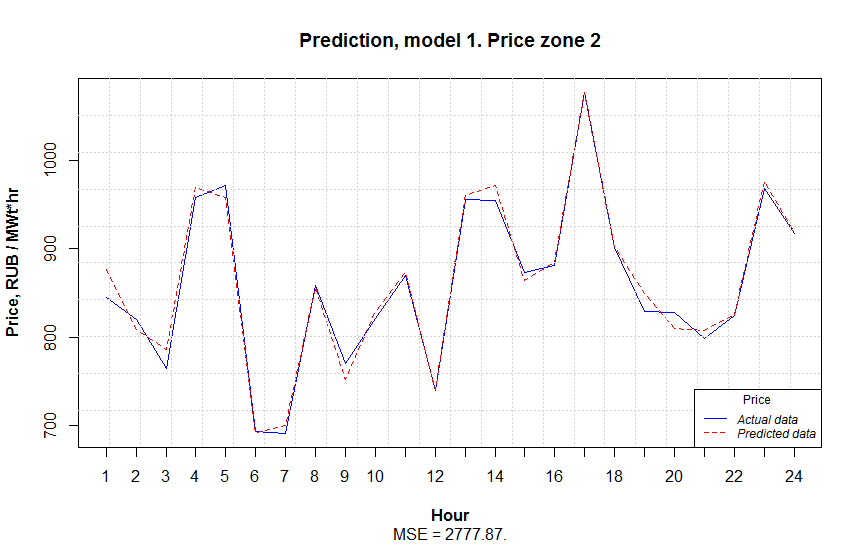 Prediction, model 1. Price zone 2
Price, RUB / MWt*hr
1000
900
800
700
Price
Actual data
Predicted data
1 2 3 4 5 6 7 8 9 10 12 14 16 18 20 22 24
Hour
MSE = 2777.87.